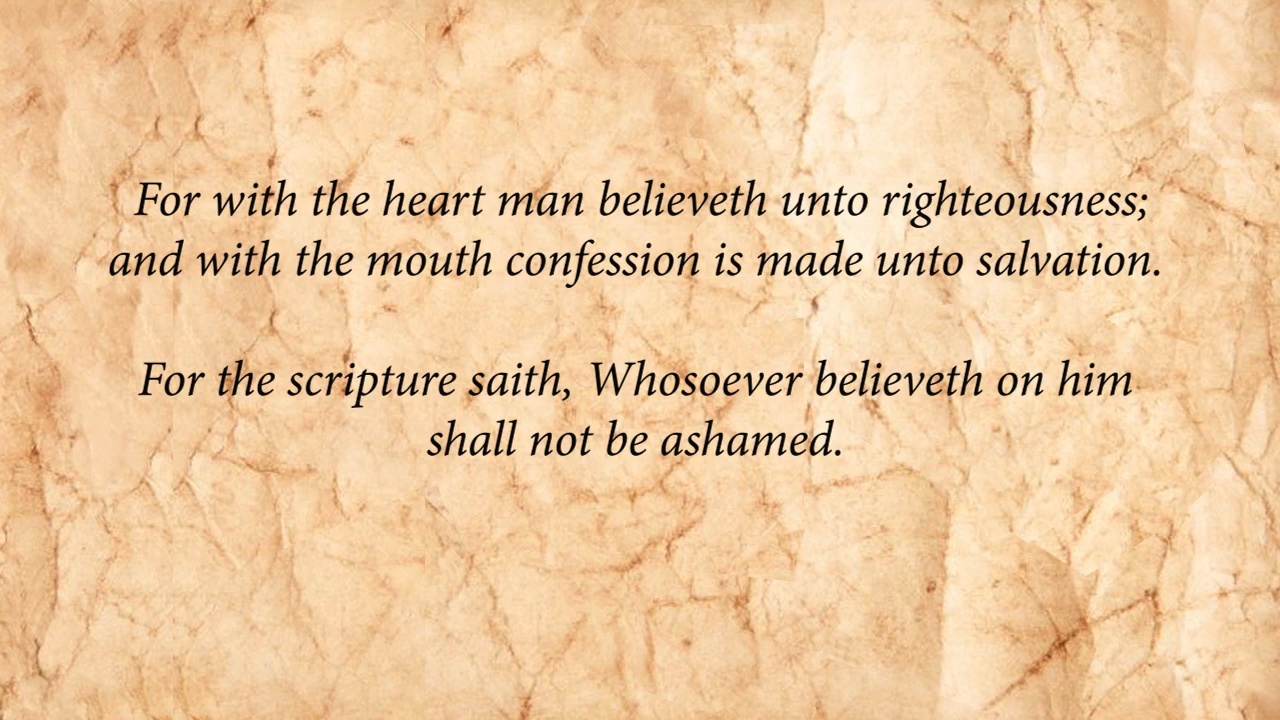 For with the heart man believeth unto righteousness;
and with the mouth confession is made unto salvation.
For the scripture saith, Whosoever believeth on him
shall not be ashamed.